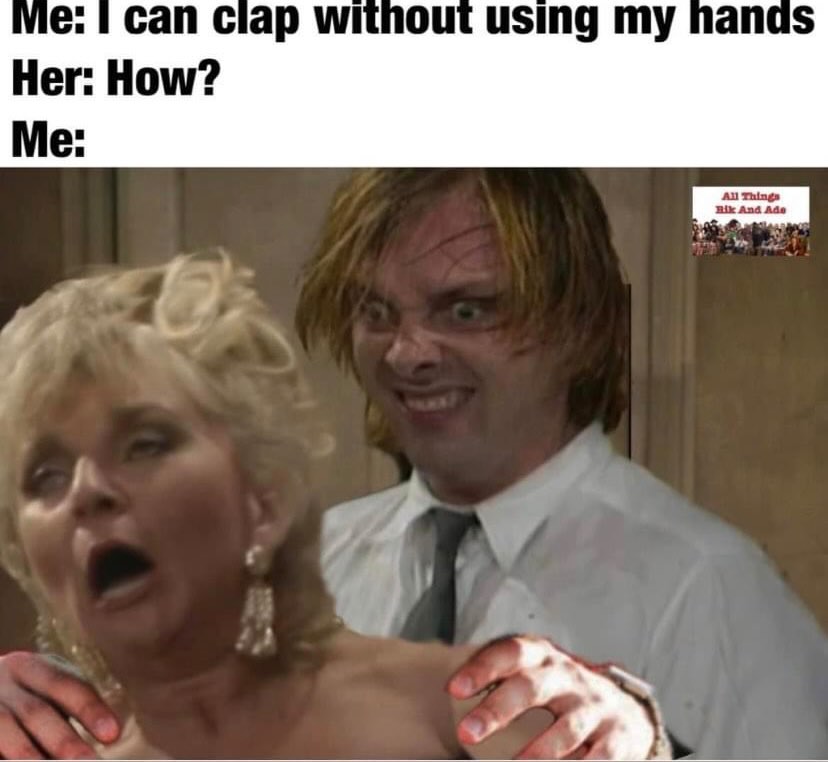 Me: I can clap without using my hands
Her: How?
Me:
All Things
Rik And Ade